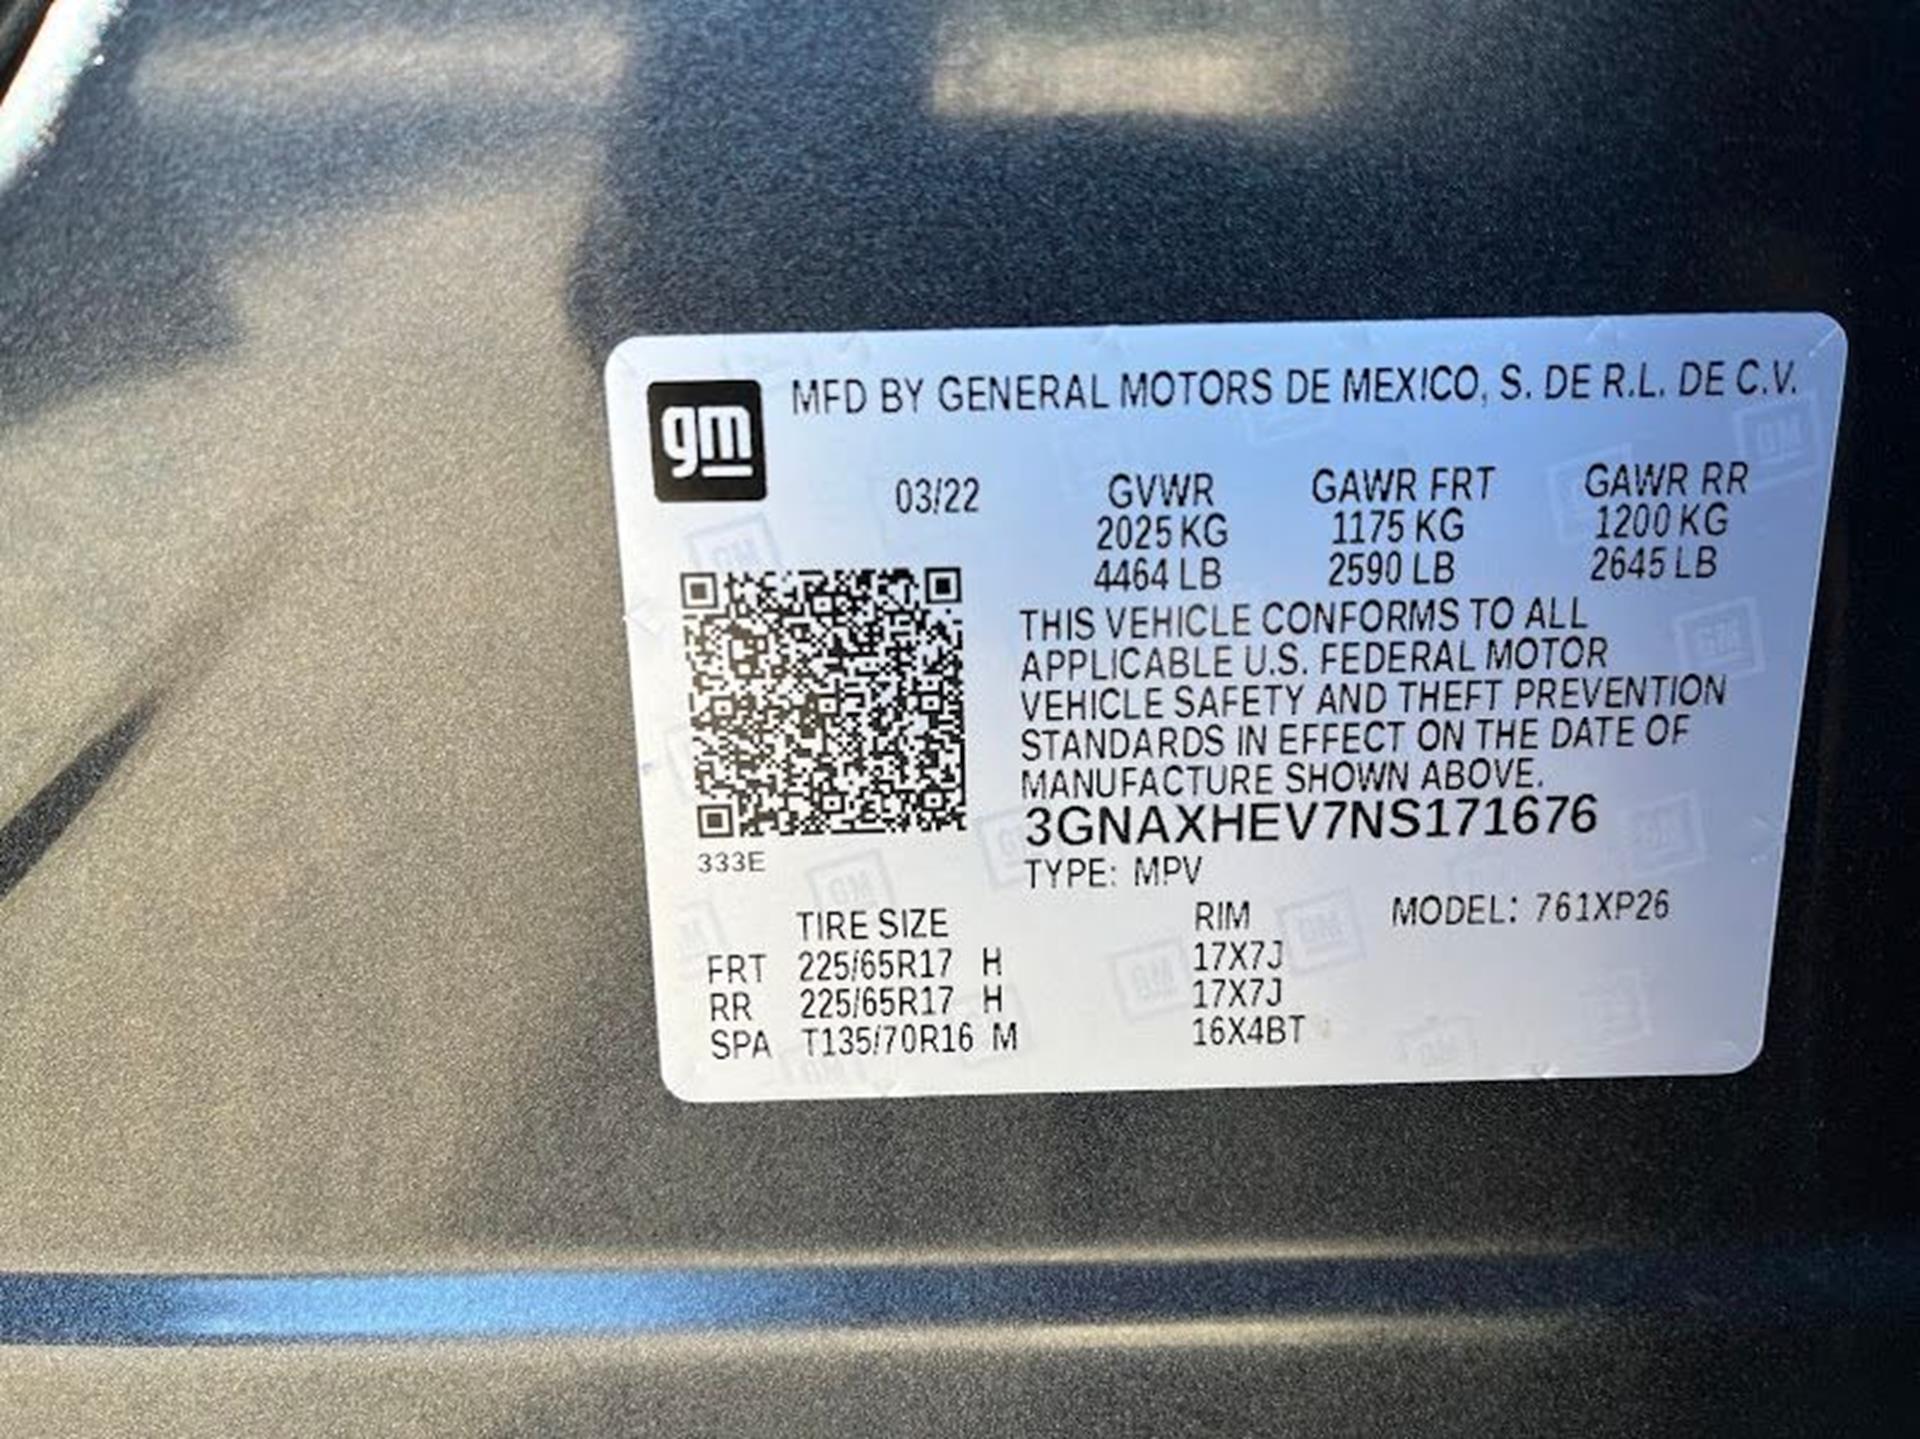 gm
MFD BY GENERAL MOTORS DE MEXICO, S. DE R.L. DE C.V.
03/22 GVWR GAWR FRT GAWR RR
2025 KG 1175 KG 1200 KG
4464 LB 2590 LB 2645 LB
THIS VEHICLE CONFORMS TO ALL
APPLICABLE U.S. FEDERAL MOTOR
VEHICLE SAFETY AND THEFT PREVENTION
STANDARDS IN EFFECT ON THE DATE OF
MANUFACTURE SHOWN ABOVE.
3GNAXHEV7NS171676
333E
TYPE: MPV
TIRE SIZE RIM MODEL: 761XP26
FRT 225/65R17 H 17X7J
RR 225/65R17 H 17X7J
SPA T135/70R16 M 16X4BT